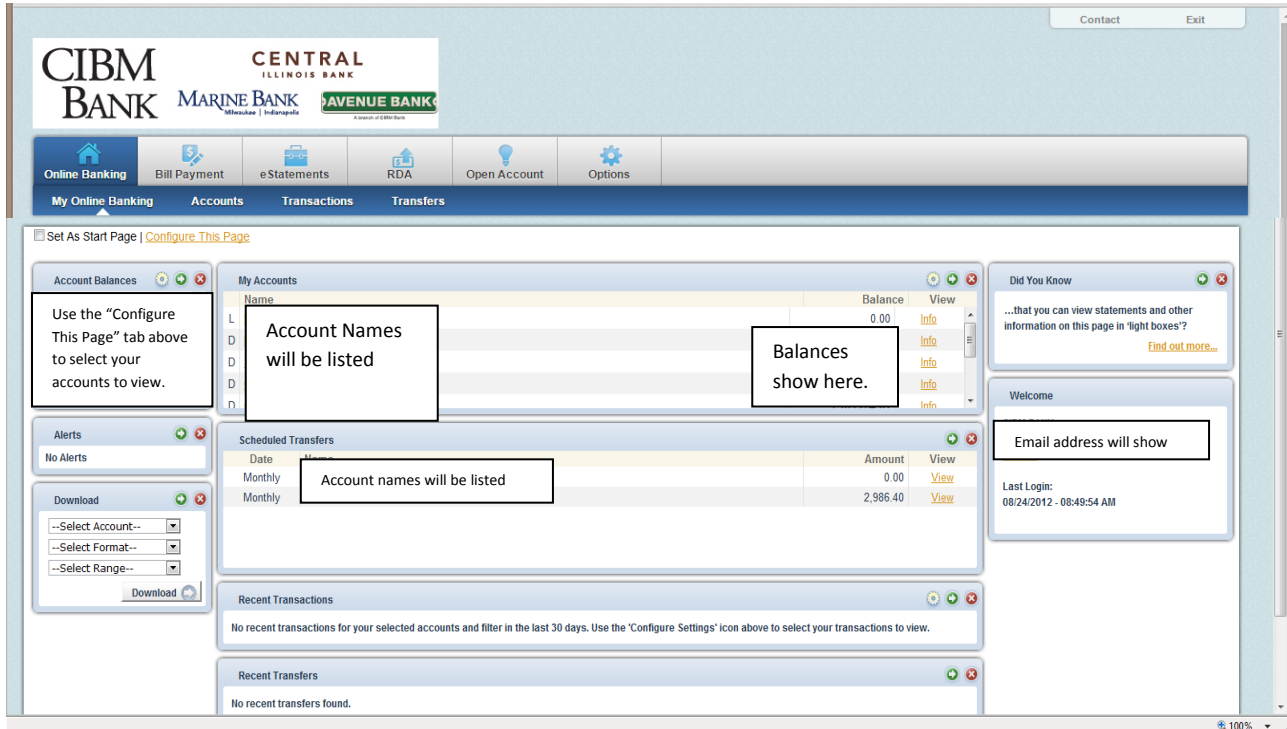 Contact Exit
CIBM
BANK
CENTRAL
ILLINOIS BANK
MARINE BANK
Milwaukee | Indianapolis
AVENUE BANK
A branch of CIBM Bank
Online Banking Bill Payment eStatements RDA Open Account Options
My Online Banking Accounts Transactions Transfers
Set As Start Page | Configure This Page
Account Balances
Use the “Configure
This Page” tab above
to select your
accounts to view.
Alerts
No Alerts
Download
--Select Account--
--Select Format--
--Select Range--
Download
My Accounts
Name Balance View
L 0.00 Info
D Info
D Info
D Info
D Info
Account Names
will be listed
Balances
show here.
Scheduled Transfers
Date Name Amount View
Monthly 0.00 View
Monthly 2,986.40 View
Account names will be listed
Recent Transactions
No recent transactions for your selected accounts and filter in the last 30 days. Use the 'Configure Settings' icon above to select your transactions to view.
Recent Transfers
No recent transfers found.
Did You Know
...that you can view statements and other
information on this page in 'light boxes'?
Find out more...
Welcome
Email address will show
Last Login:
08/24/2012 - 08:49:54 AM
100%